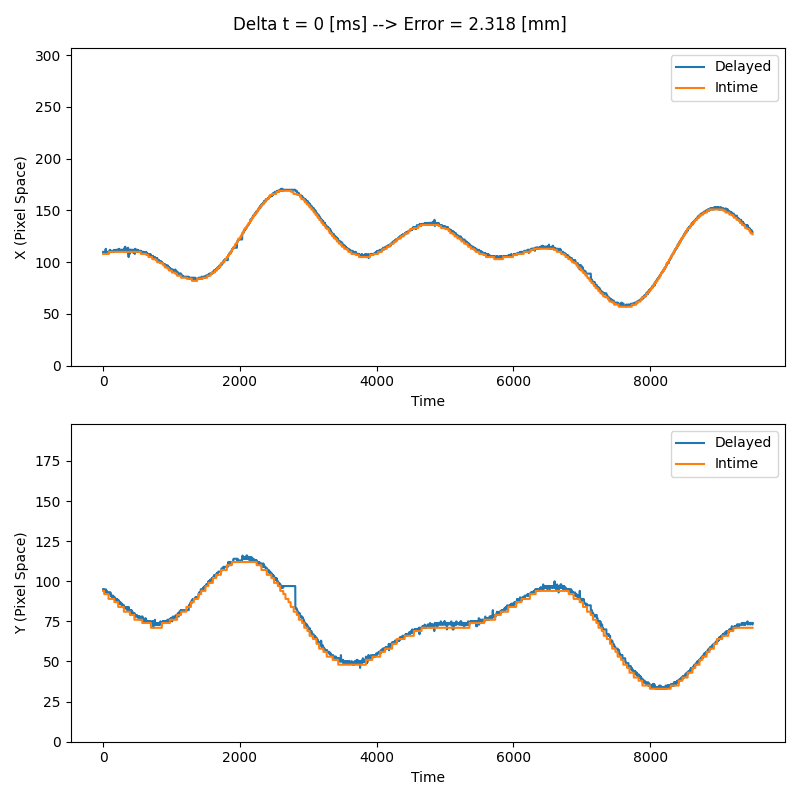 Delta t = 0 [ms] --> Error = 2.318 [mm]
300
250
200
150
100
50
0
X (Pixel Space)
Delayed
Intime
0 2000 4000 6000 8000
Time
175
150
125
100
75
50
25
0
Y (Pixel Space)
Delayed
Intime
0 2000 4000 6000 8000
Time